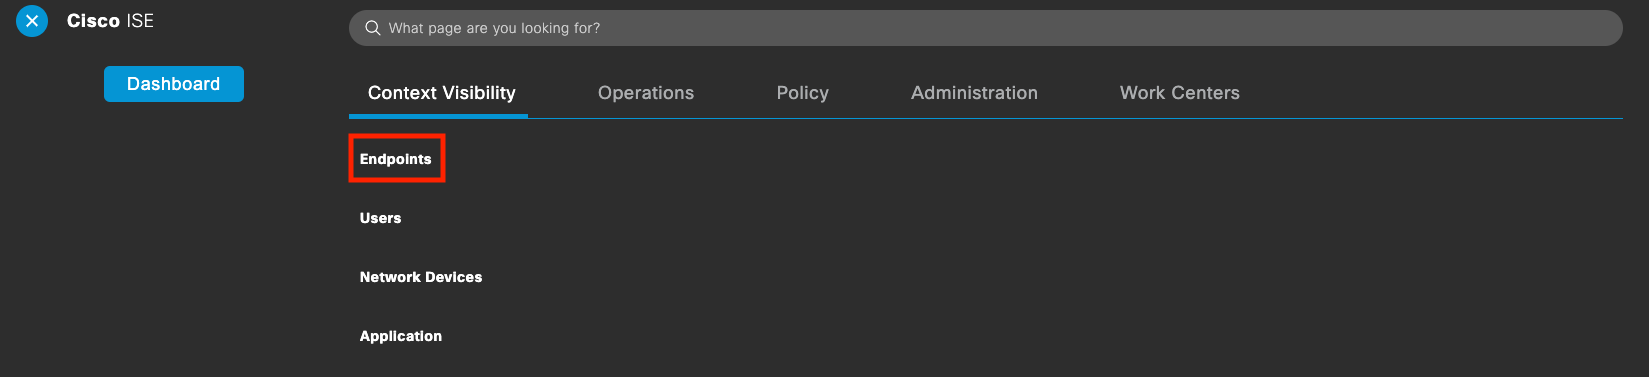 Cisco ISE
What page are you looking for?
Dashboard
Context Visibility
Operations
Policy
Administration
Work Centers
Endpoints
Users
Network Devices
Application